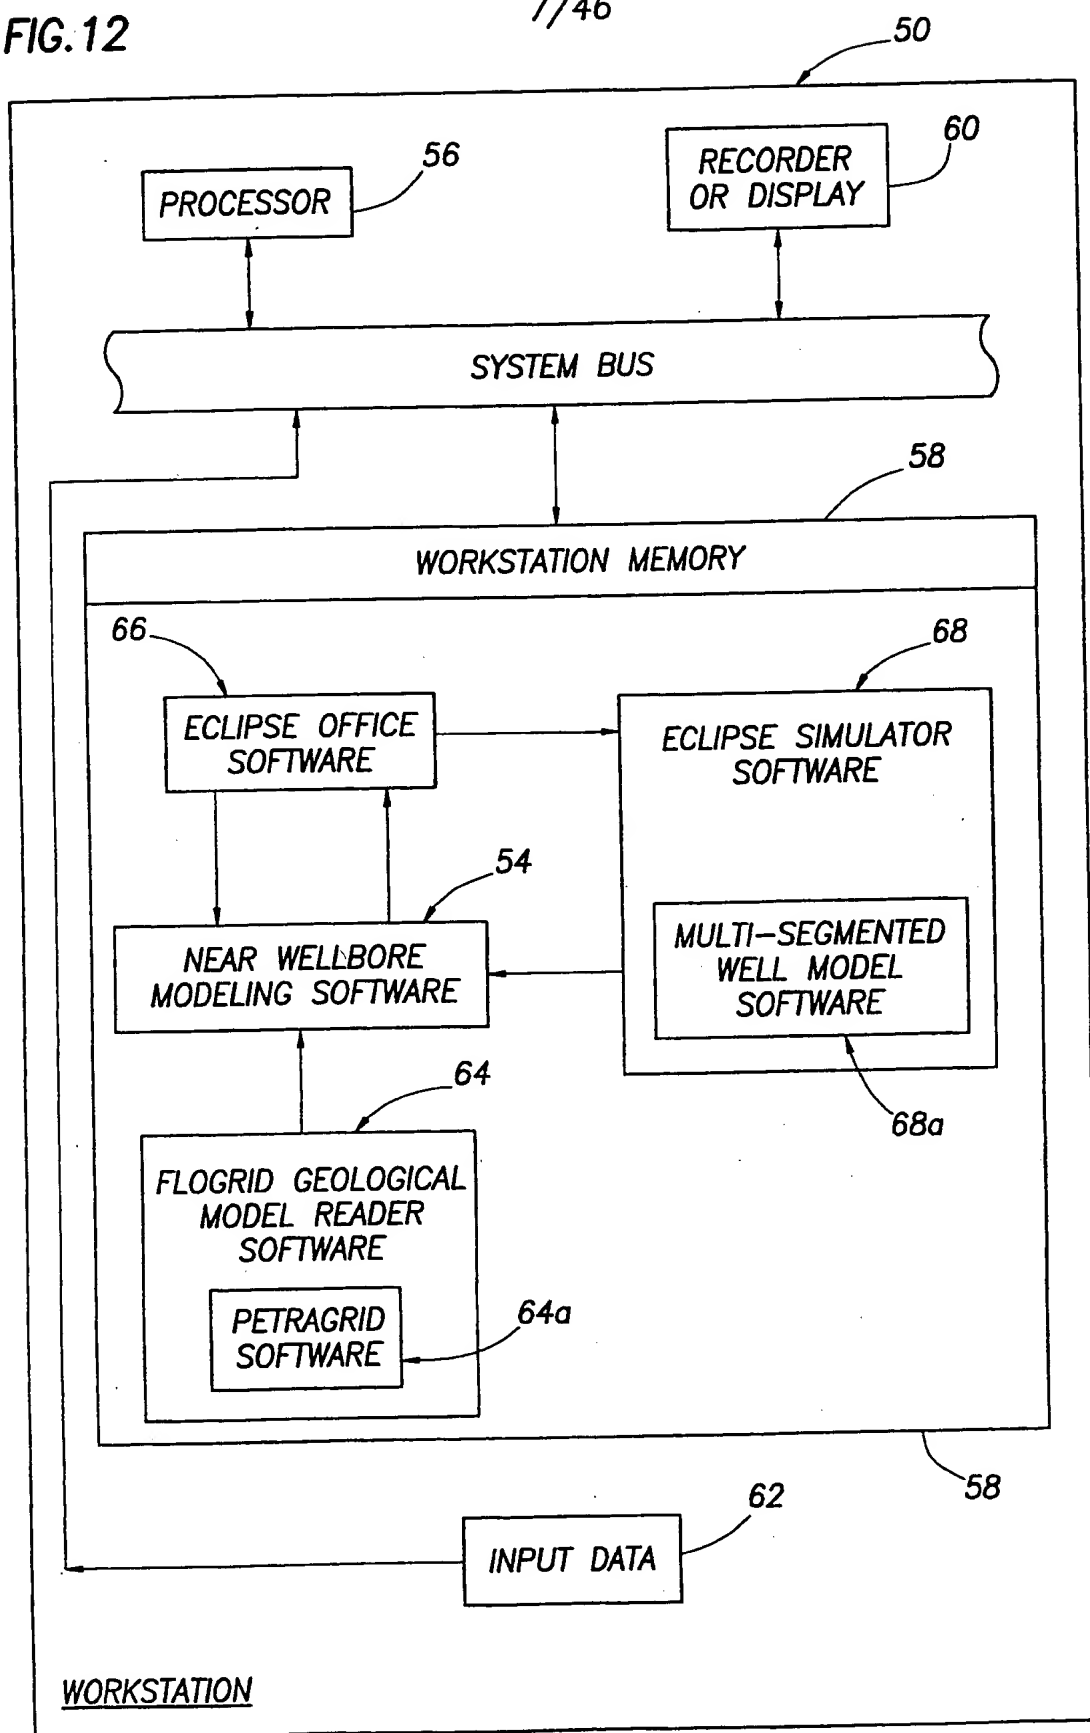 7/46
FIG.12
50
PROCESSOR
56
RECORDER
OR DISPLAY
60
SYSTEM BUS
58
WORKSTATION MEMORY
66
68
ECLIPSE OFFICE
SOFTWARE
ECLIPSE SIMULATOR
SOFTWARE
54
NEAR WELLBORE
MODELING SOFTWARE
MULTI-SEGMENTED
WELL MODEL
SOFTWARE
64
68a
FLOGRID GEOLOGICAL
MODEL READER
SOFTWARE
PETRAGRID
SOFTWARE
64a
58
62
INPUT DATA
WORKSTATION